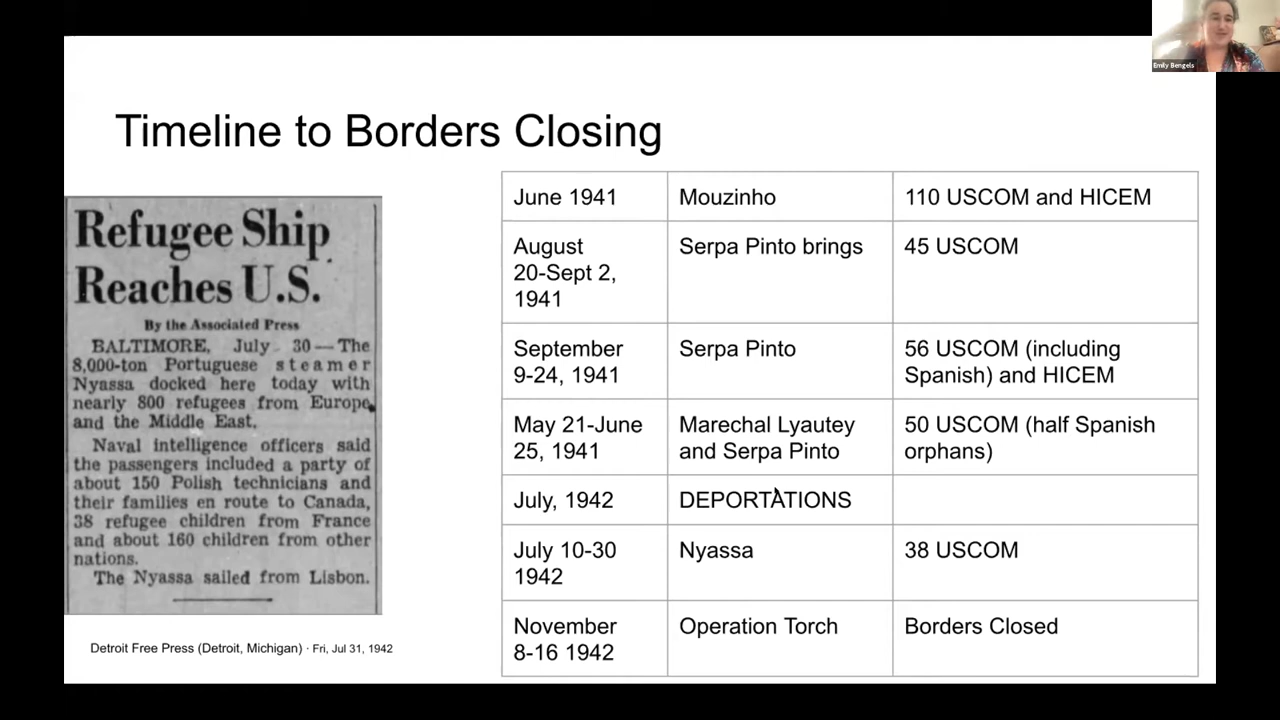 Emily Bengels
Timeline to Borders Closing
Refugee Ship
Reaches U.S.
By the Associated Press
BALTIMORE, July 30—The
8,000-ton Portuguese steamer
Nyassa docked here today with
nearly 800 refugees from Europe
and the Middle East.
Naval intelligence officers said
the passengers included a party of
about 150 Polish technicians and
their families en route to Canada,
38 refugee children from France
and about 160 children from other
nations.
The Nyassa sailed from Lisbon.
Detroit Free Press (Detroit, Michigan) · Fri, Jul 31, 1942
June 1941
Mouzinho
110 USCOM and HICEM
August
20-Sept 2,
1941
Serpa Pinto brings
45 USCOM
September
9-24, 1941
Serpa Pinto
56 USCOM (including
Spanish) and HICEM
May 21-June
25, 1941
Marechal Lyautey
and Serpa Pinto
50 USCOM (half Spanish
orphans)
July, 1942
DEPORTATIONS
July 10-30
1942
Nyassa
38 USCOM
November
8-16 1942
Operation Torch
Borders Closed